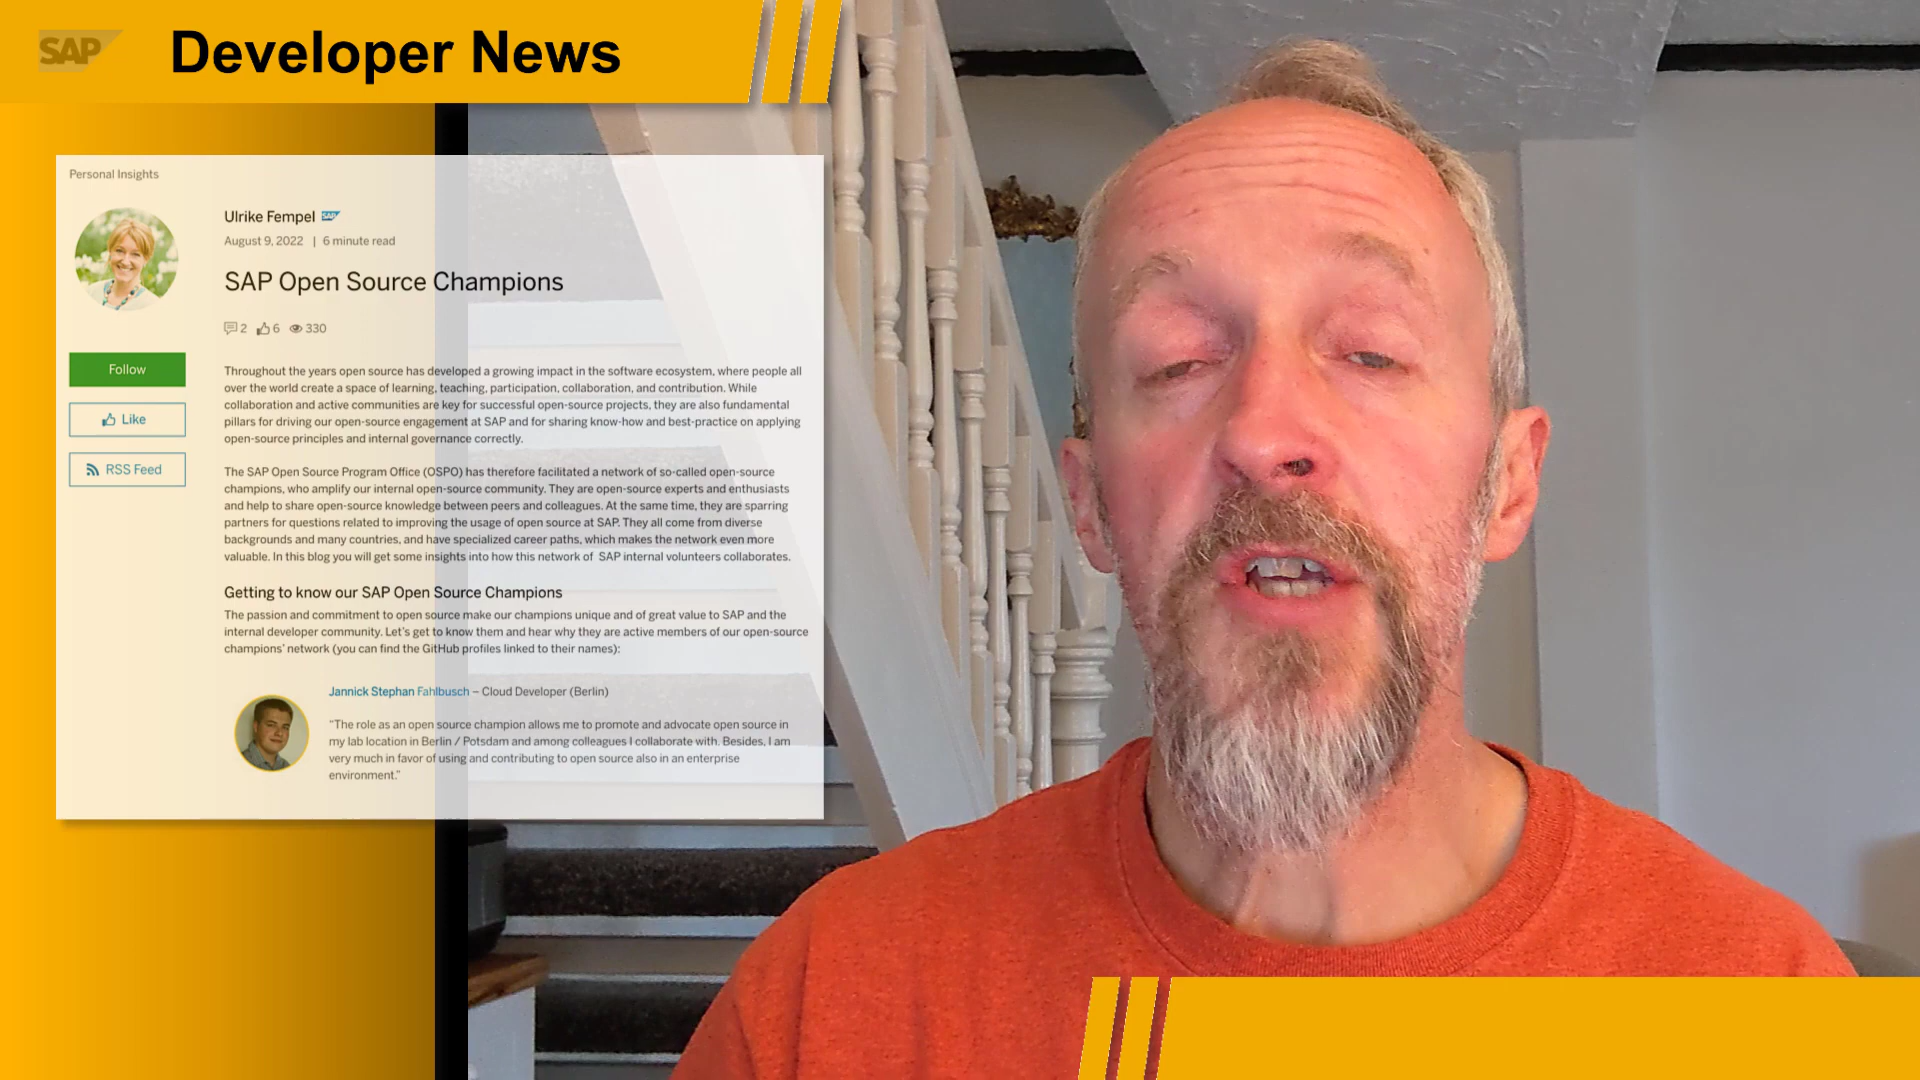 SAP
Developer News
Personal Insights
Ulrike Fempel SAP
August 9, 2022 | 6 minute read
SAP Open Source Champions
2 6 330
Follow
Like
RSS Feed
Throughout the years open source has developed a growing impact in the software ecosystem, where people all
over the world create a space of learning, teaching, participation, collaboration, and contribution. While
collaboration and active communities are key for successful open-source projects, they are also fundamental
pillars for driving our open-source engagement at SAP and for sharing know-how and best-practice on applying
open-source principles and internal governance correctly.
The SAP Open Source Program Office (OSPO) has therefore facilitated a network of so-called open-source
champions, who amplify our internal open-source community. They are open-source experts and enthusiasts
and help to share open-source knowledge between peers and colleagues. At the same time, they are sparring
partners for questions related to improving the usage of open source at SAP. They all come from diverse
backgrounds and many countries, and have specialized career paths, which makes the network even more
valuable. In this blog you will get some insights into how this network of SAP internal volunteers collaborates.
Getting to know our SAP Open Source Champions
The passion and commitment to open source make our champions unique and of great value to SAP and the
internal developer community. Let's get to know them and hear why they are active members of our open-source
champions' network (you can find the GitHub profiles linked to their names):
Jannick Stephan Fahlbusch – Cloud Developer (Berlin)
"The role as an open source champion allows me to promote and advocate open source in
my lab location in Berlin / Potsdam and among colleagues I collaborate with. Besides, I am
very much in favor of using and contributing to open source also in an enterprise
environment."